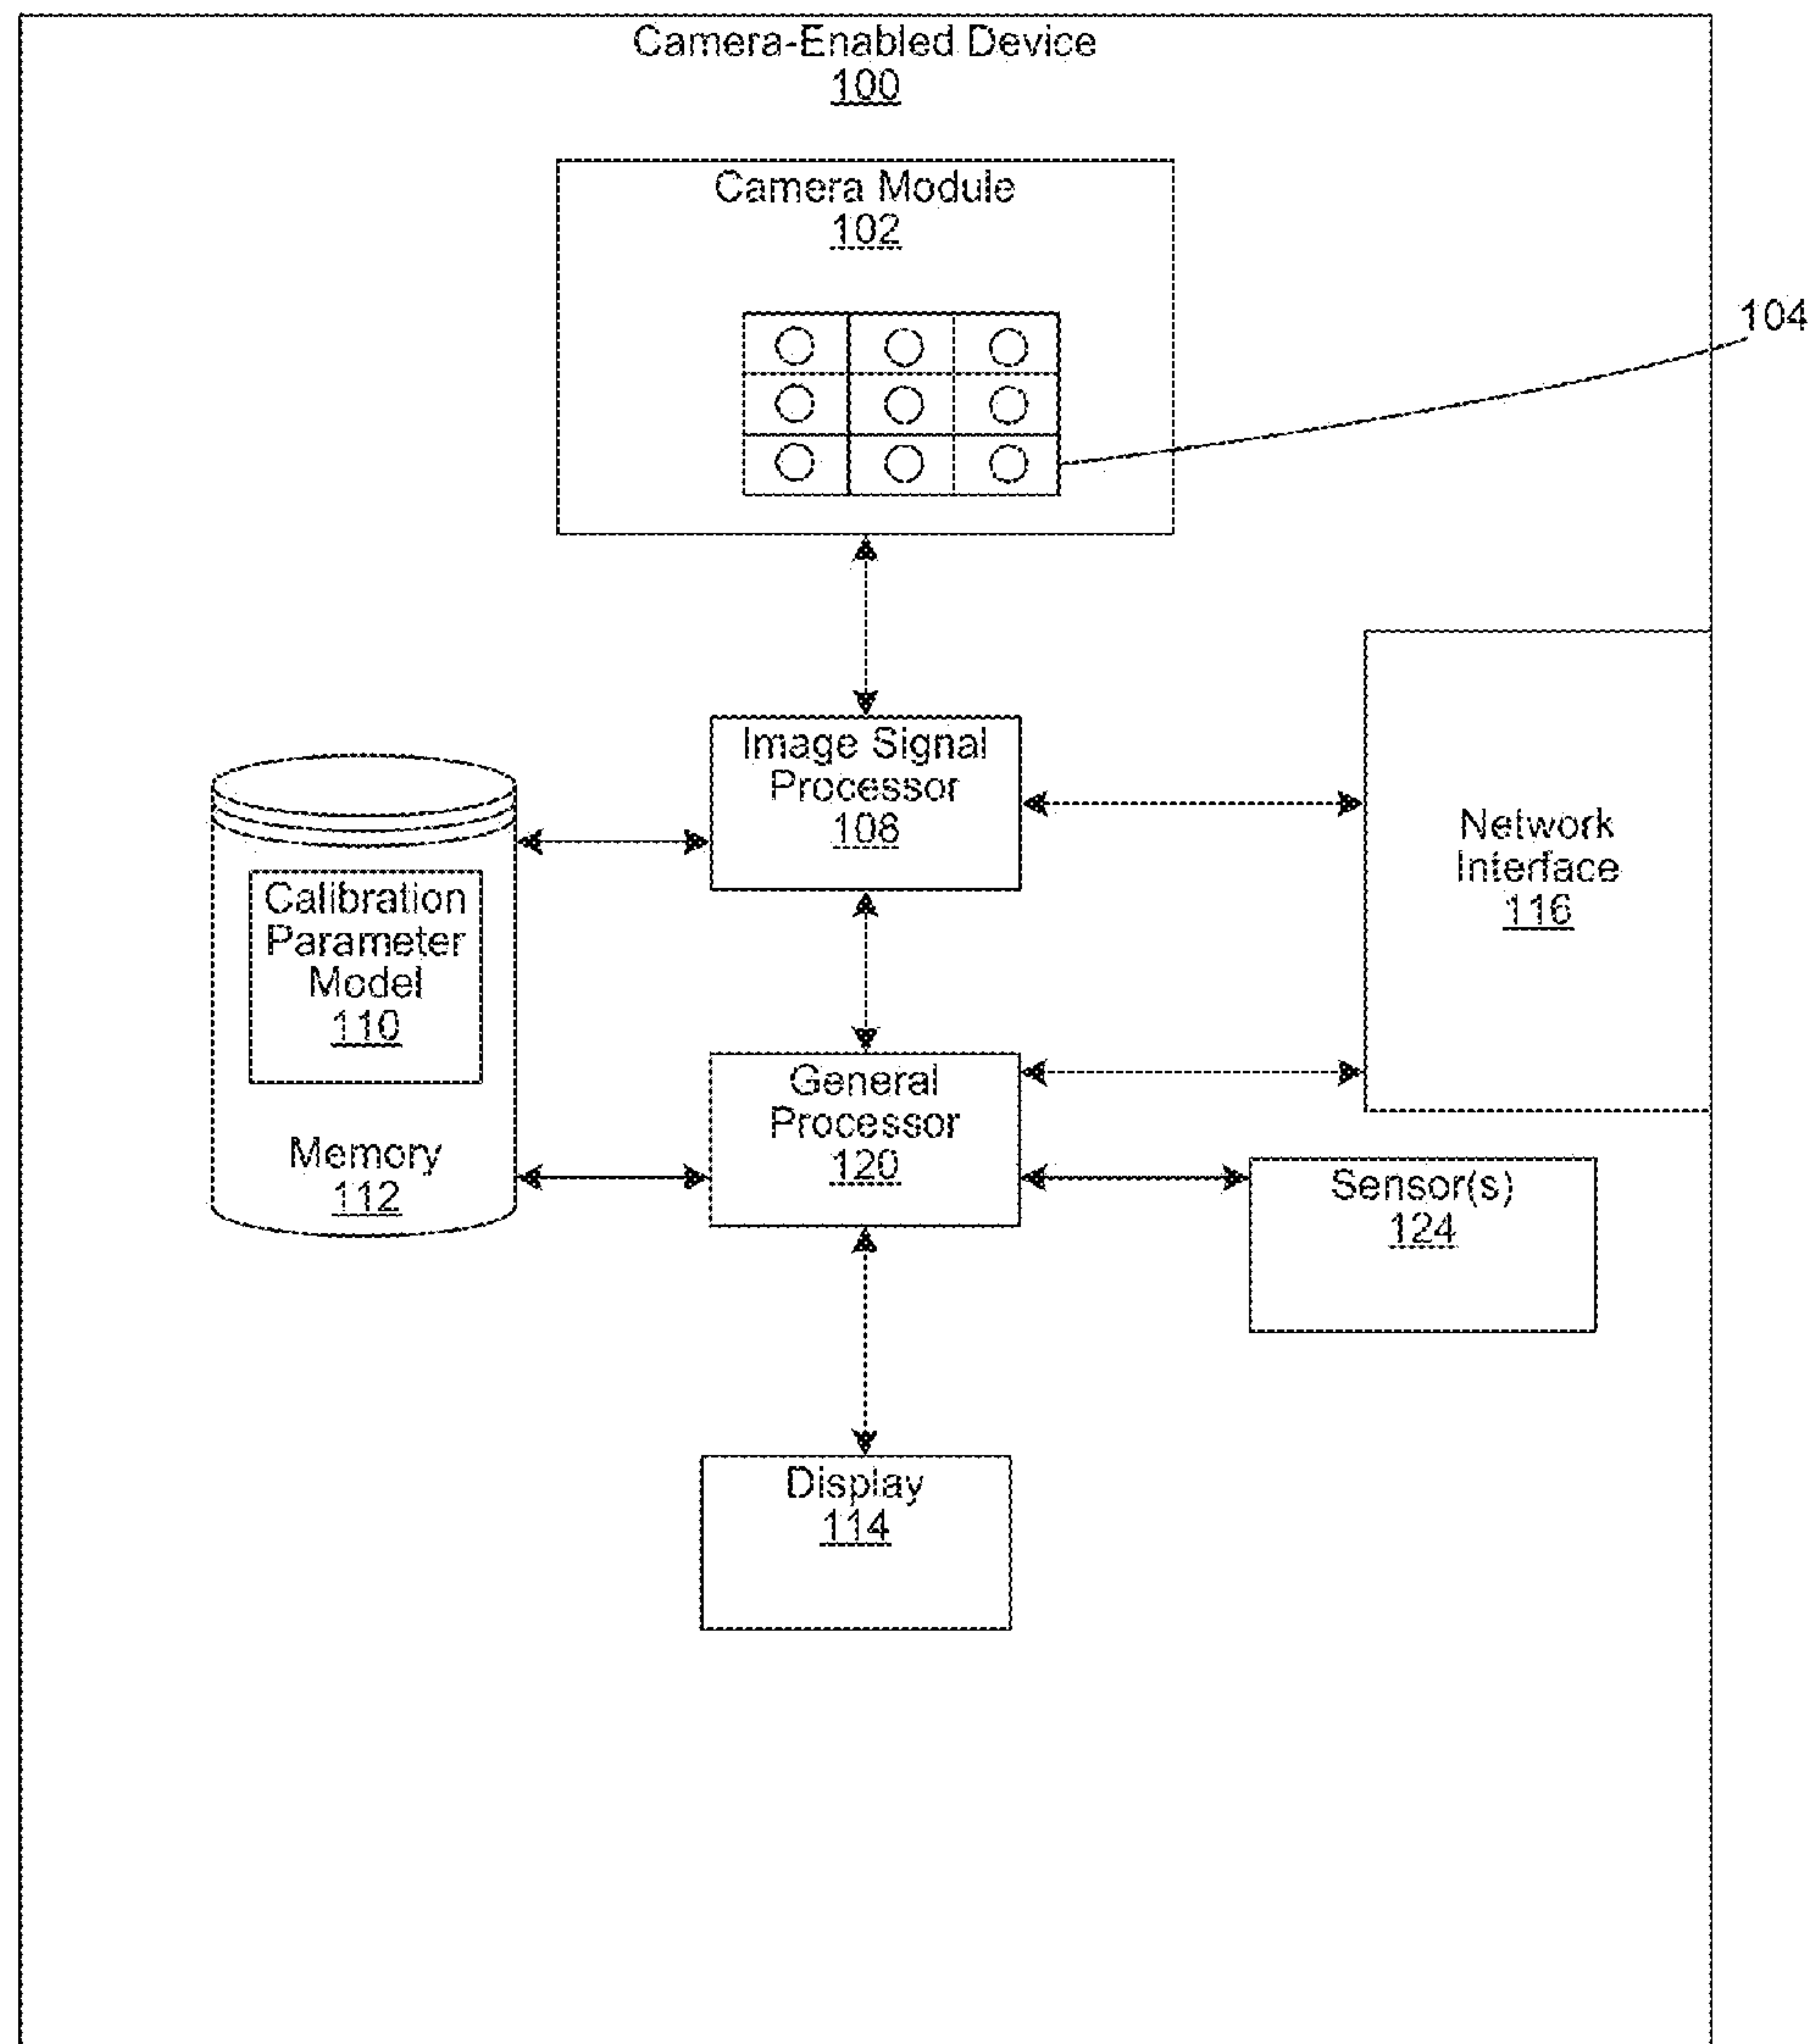 Camera-Enabled Device
100
Camera Module
102
104
Image Signal
Processor
108
Network
Interface
116
Calibration
Parameter
Model
110
Memory
112
General
Processor
120
Sensor(s)
124
Display
114